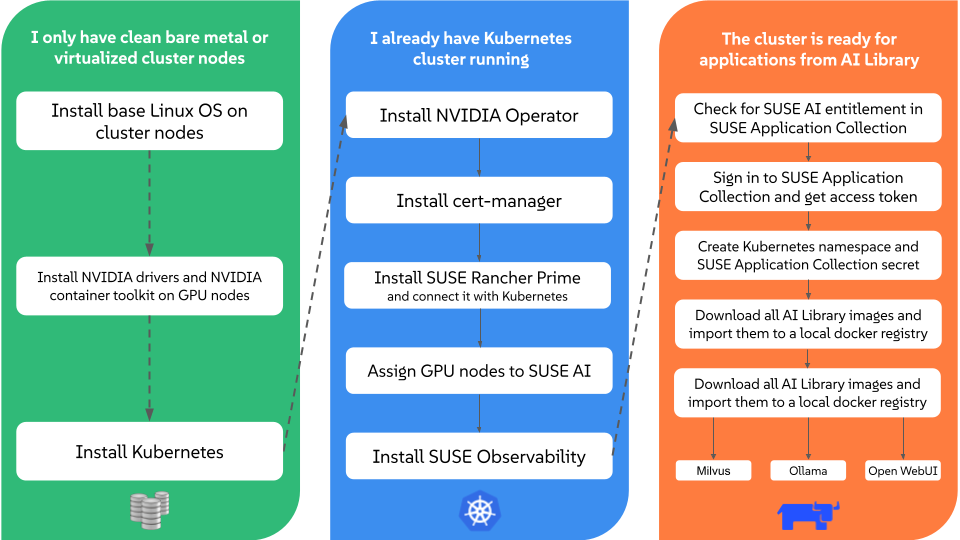 I only have clean bare metal or
virtualized cluster nodes
Install base Linux OS on
cluster nodes
Install NVIDIA drivers and NVIDIA
container toolkit on GPU nodes
Install Kubernetes
I already have Kubernetes
cluster running
Install NVIDIA Operator
Install cert-manager
Install SUSE Rancher Prime
and connect it with Kubernetes
Assign GPU nodes to SUSE AI
Install SUSE Observability
The cluster is ready for
applications from AI Library
Check for SUSE AI entitlement in
SUSE Application Collection
Sign in to SUSE Application
Collection and get access token
Create Kubernetes namespace and
SUSE Application Collection secret
Download all AI Library images and
import them to a local docker registry
Download all AI Library images and
import them to a local docker registry
Milvus
Ollama
Open WebUI